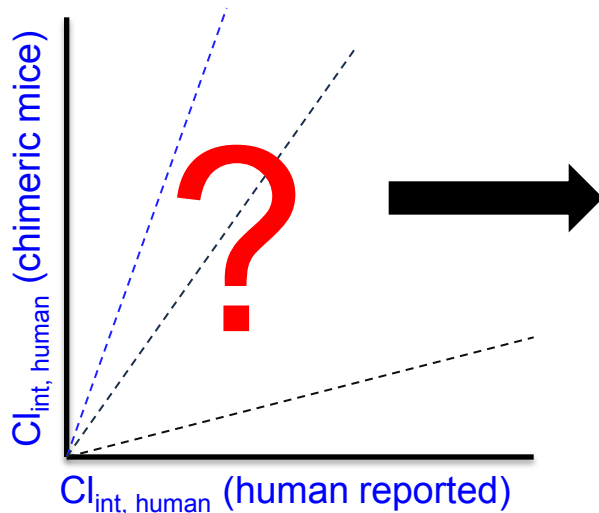 Cl_int, human (chimeric mice)
?
Cl_int, human (human reported)